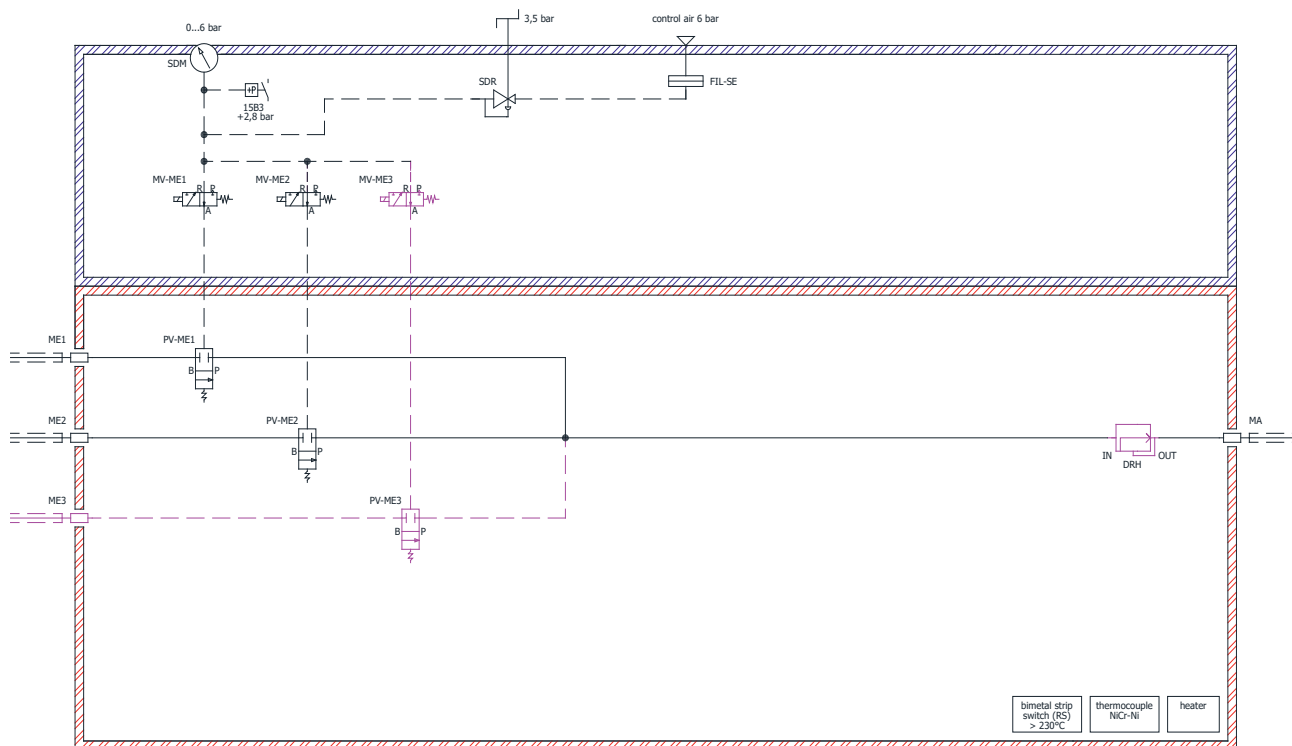 3,5 bar
control air 6 bar
0...6 bar
SDM
SDR
FIL-SE
+P
15B3
+2,8 bar
MV-ME1
R P
A
MV-ME2
R P
A
MV-ME3
R P
A
ME1
PV-ME1
B P
ME2
PV-ME2
B P
MA
IN
OUT
DRH
ME3
PV-ME3
B P
bimetal strip
switch (RS)
> 230°C
thermocouple
NiCr-Ni
heater